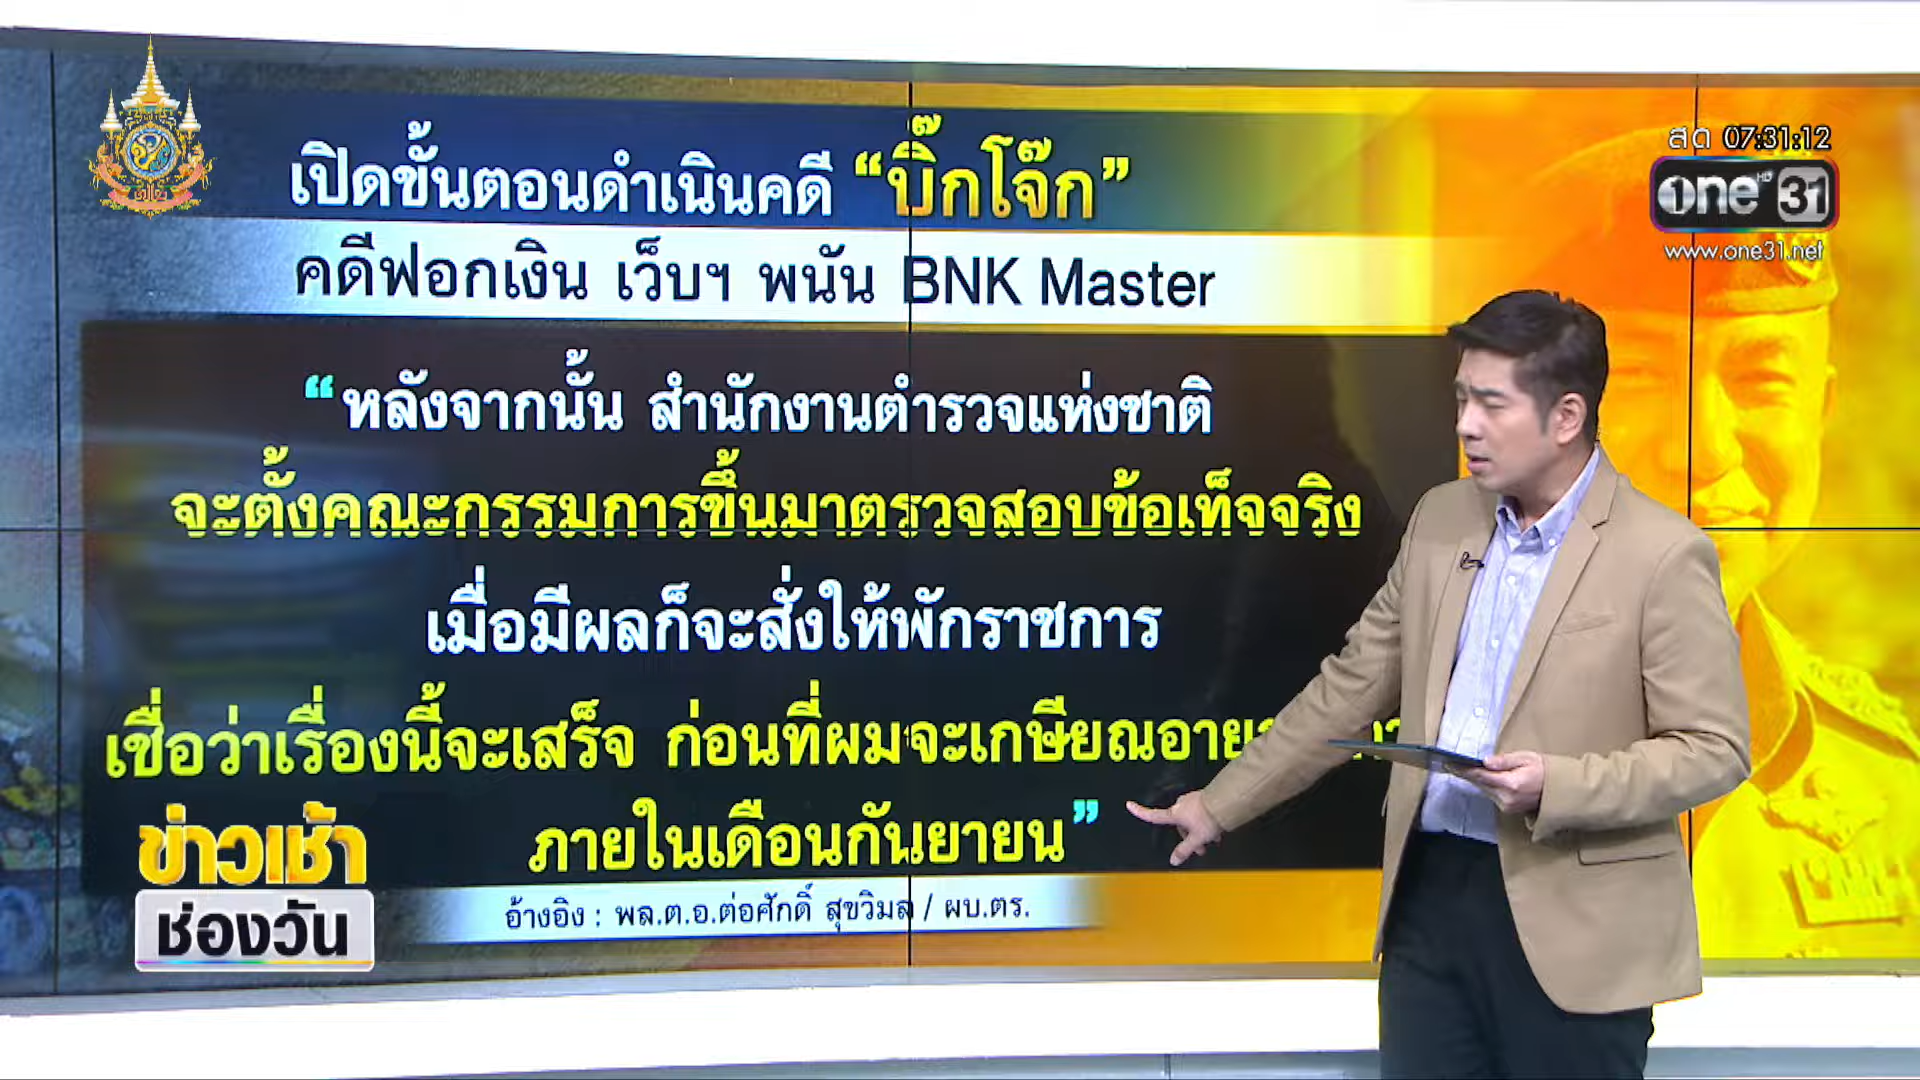 เปิดขั้นตอนดำเนินคดี “บิ๊กโจ๊ก”
คดีฟอกเงิน เว็บฯ พนัน BNK Master
“หลังจากนั้น สำนักงานตำรวจแห่งชาติ
จะตั้งคณะกรรมการขึ้นมาตรวจสอบข้อเท็จจริง
เมื่อมีผลก็จะสั่งให้พักราชการ
เชื่อว่าเรื่องนี้จะเสร็จ ก่อนที่ผมจะเกษียณ
ภายในเดือนกันยายน”
อ้างอิง : พล.ต.อ.ต่อศักดิ์ สุขวิมล / ผบ.ตร.
สด 07:31:12
one HD 31
www.one31.net
ข่าวเช้า
ช่องวัน